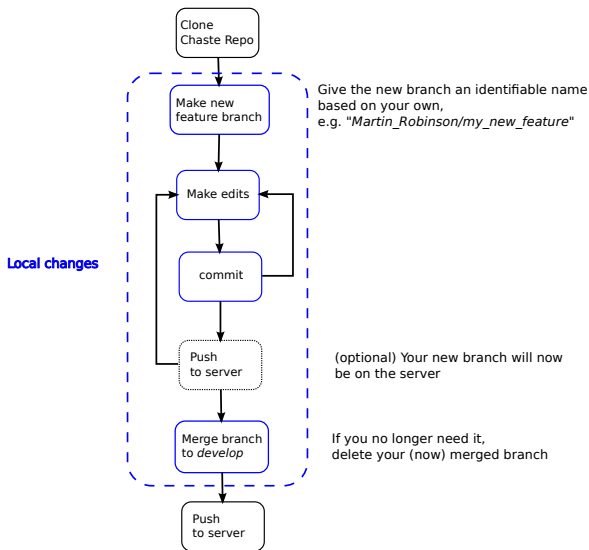 Clone
Chaste Repo
Make new
feature branch
Give the new branch an identifiable name
based on your own,
e.g. "Martin_Robinson/my_new_feature"
Make edits
Local changes
commit
Push
to server
(optional) Your new branch will now
be on the server
Merge branch
to develop
If you no longer need it,
delete your (now) merged branch
Push
to server